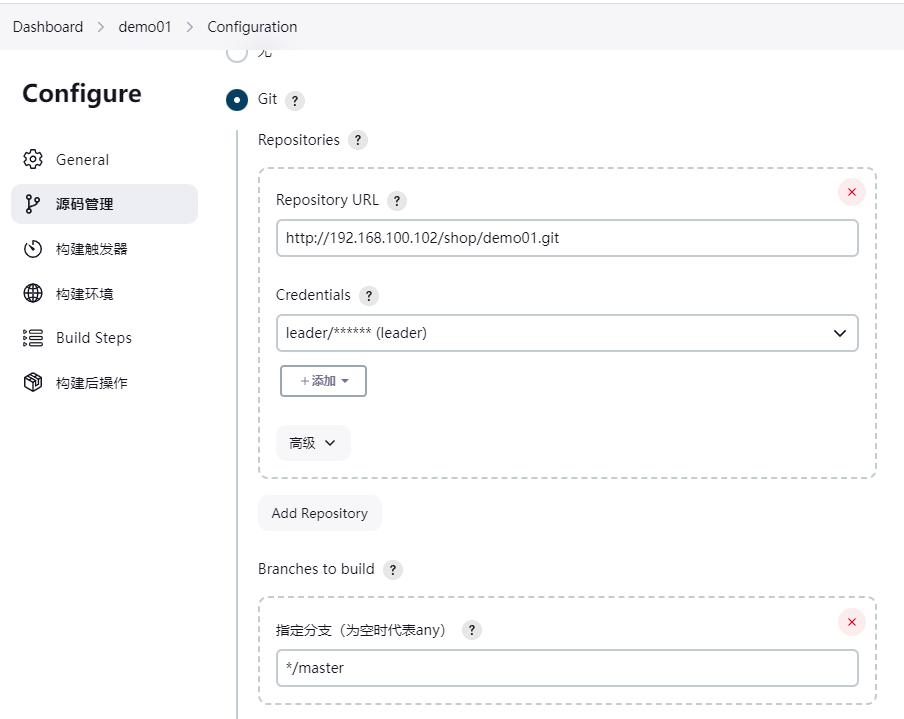 Dashboard > demo01 > Configuration
Configure
General
源码管理
构建触发器
构建环境
Build Steps
构建后操作
无
Git ?
Repositories ?
Repository URL ?
http://192.168.100.102/shop/demo01.git
Credentials ?
leader/****** (leader)
+添加
高级
Add Repository
Branches to build ?
指定分支（为空时代表any） ?
*/master